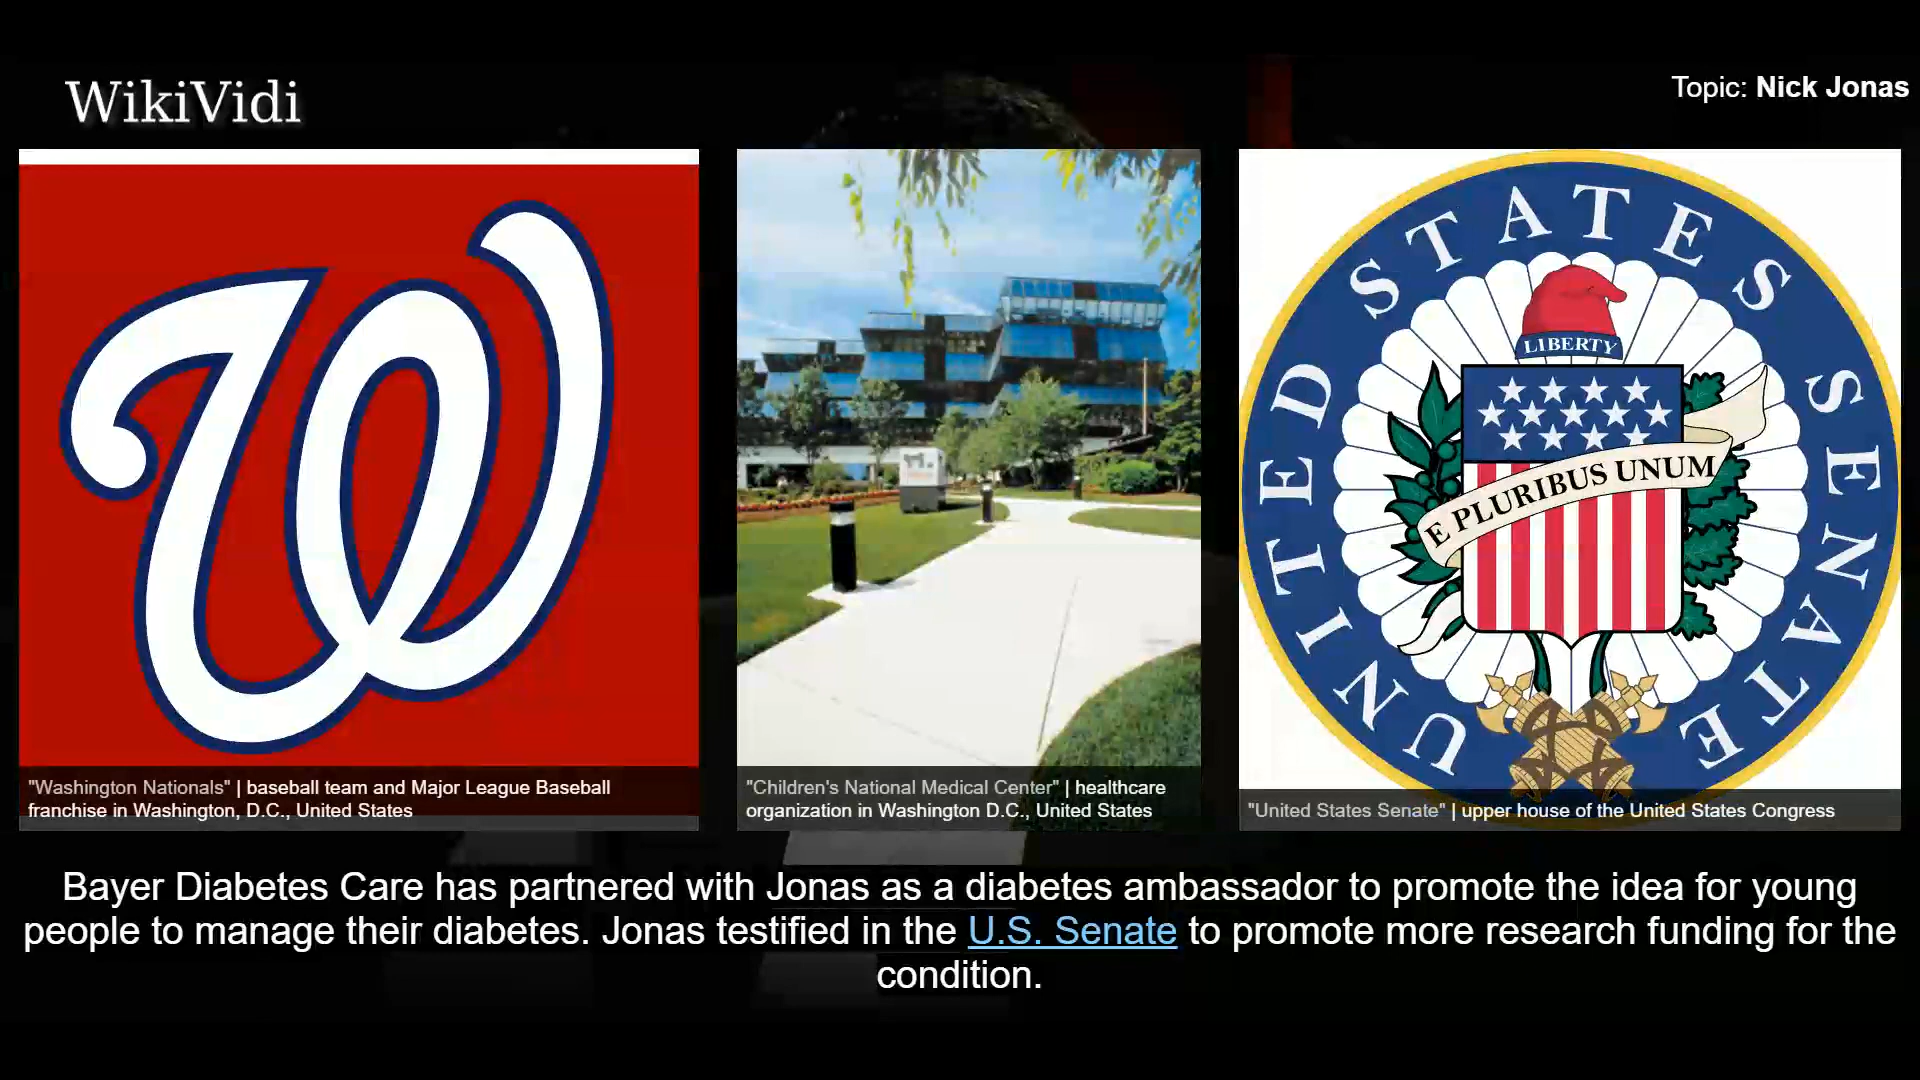 WikiVidi
Topic: Nick Jonas
W
"Washington Nationals" | baseball team and Major League Baseball
franchise in Washington, D.C., United States
"Children's National Medical Center" | healthcare
organization in Washington D.C., United States
UNITED STATES SENATE
LIBERTY
E PLURIBUS UNUM
"United States Senate" | upper house of the United States Congress
Bayer Diabetes Care has partnered with Jonas as a diabetes ambassador to promote the idea for young
people to manage their diabetes. Jonas testified in the U.S. Senate to promote more research funding for the
condition.